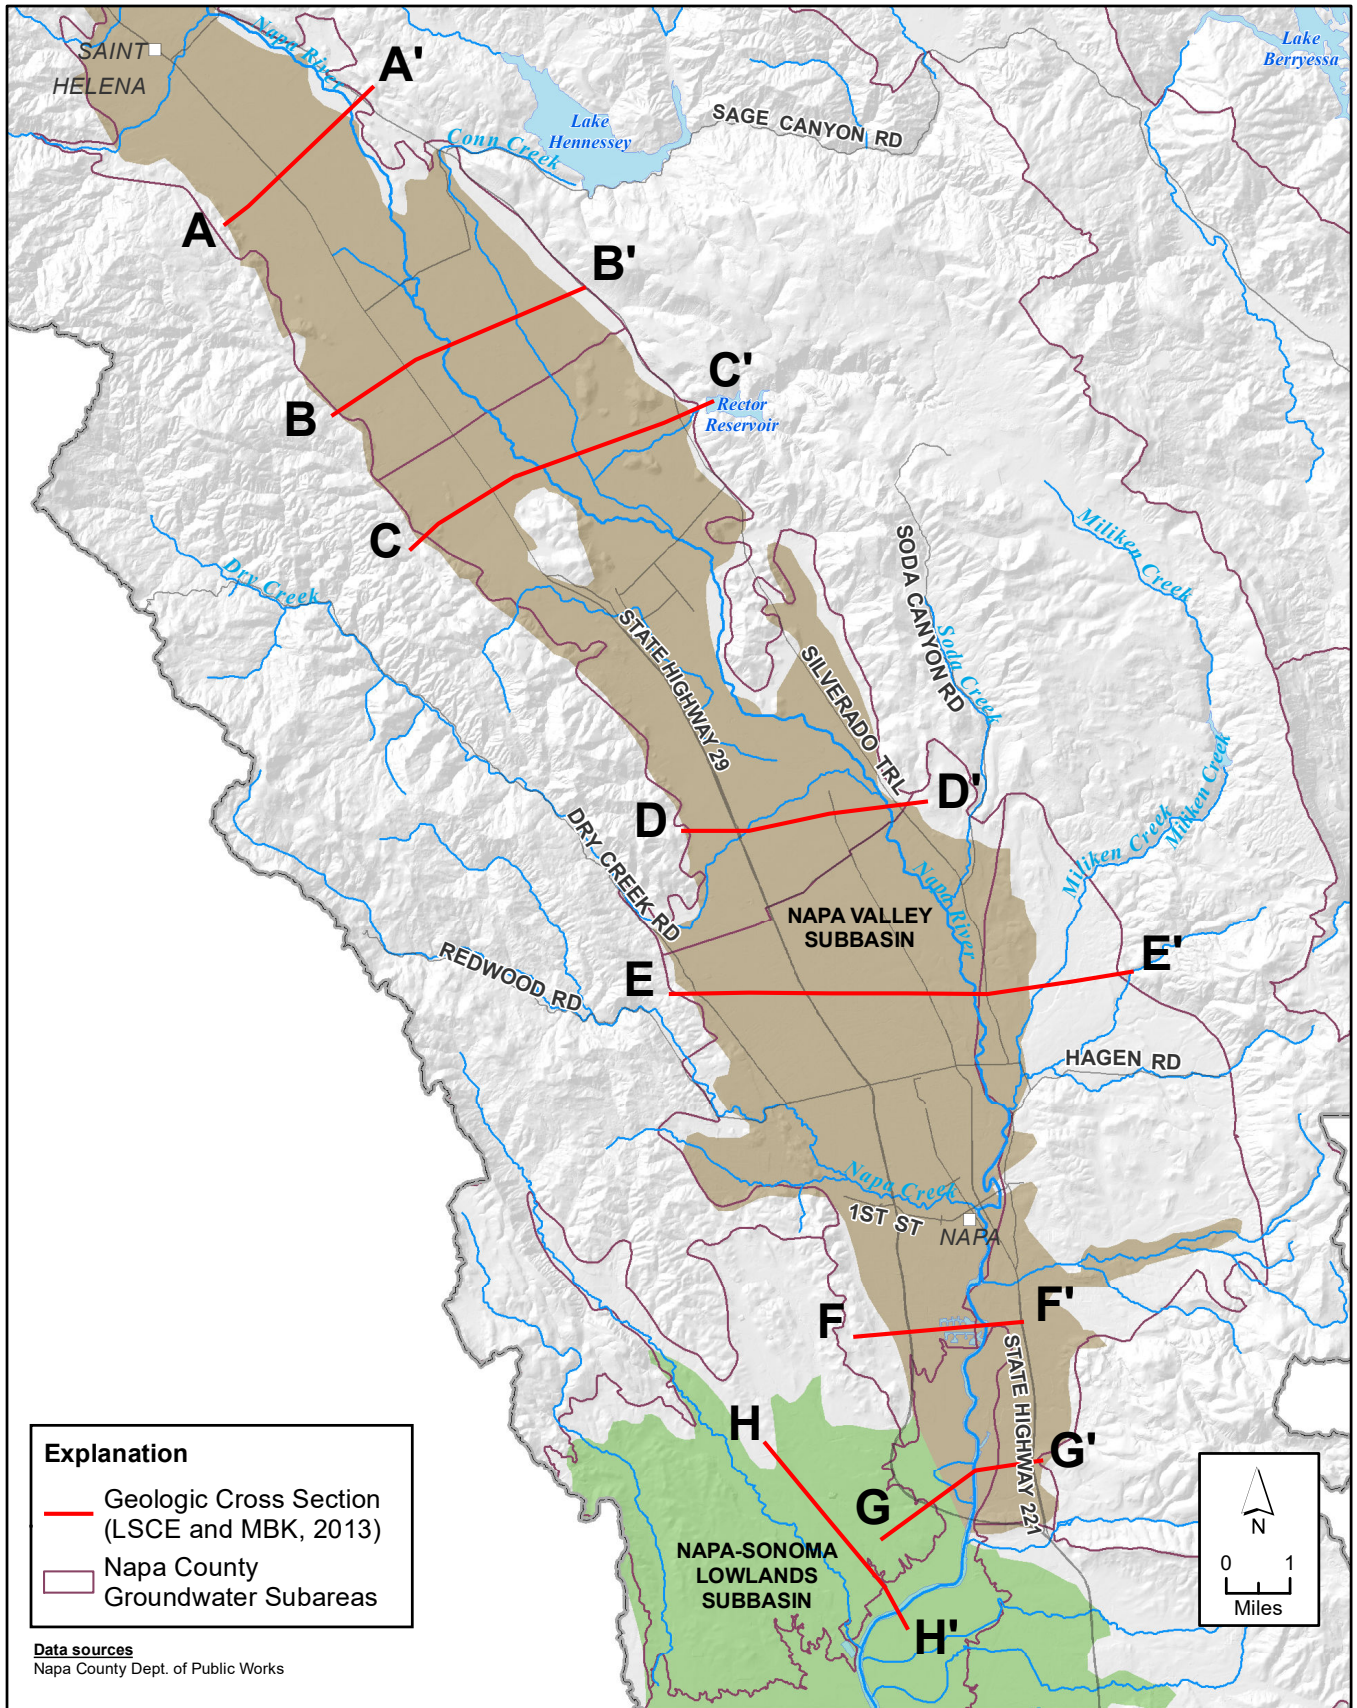 Lake
Berryessa
SAINT
HELENA
Napa River
A'
Conn Creek
Lake
Hennessey
SAGE CANYON RD
A
B'
B
C'
Rector
Reservoir
C
Dry Creek
Miliken Creek
SODA CANYON RD
Soda Creek
STATE HIGHWAY 29
SILVERADO TRL
Miliken Creek
Miliken Creek
D
D'
DRY CREEK RD
Napa River
NAPA VALLEY
SUBBASIN
REDWOOD RD
E
E'
HAGEN RD
Napa Creek
1ST ST
NAPA
F
F'
STATE HIGHWAY 221
H
G'
G
NAPA-SONOMA
LOWLANDS
SUBBASIN
H'
Explanation
Geologic Cross Section
(LSCE and MBK, 2013)
Napa County
Groundwater Subareas
N
0 1
Miles
Data sources
Napa County Dept. of Public Works